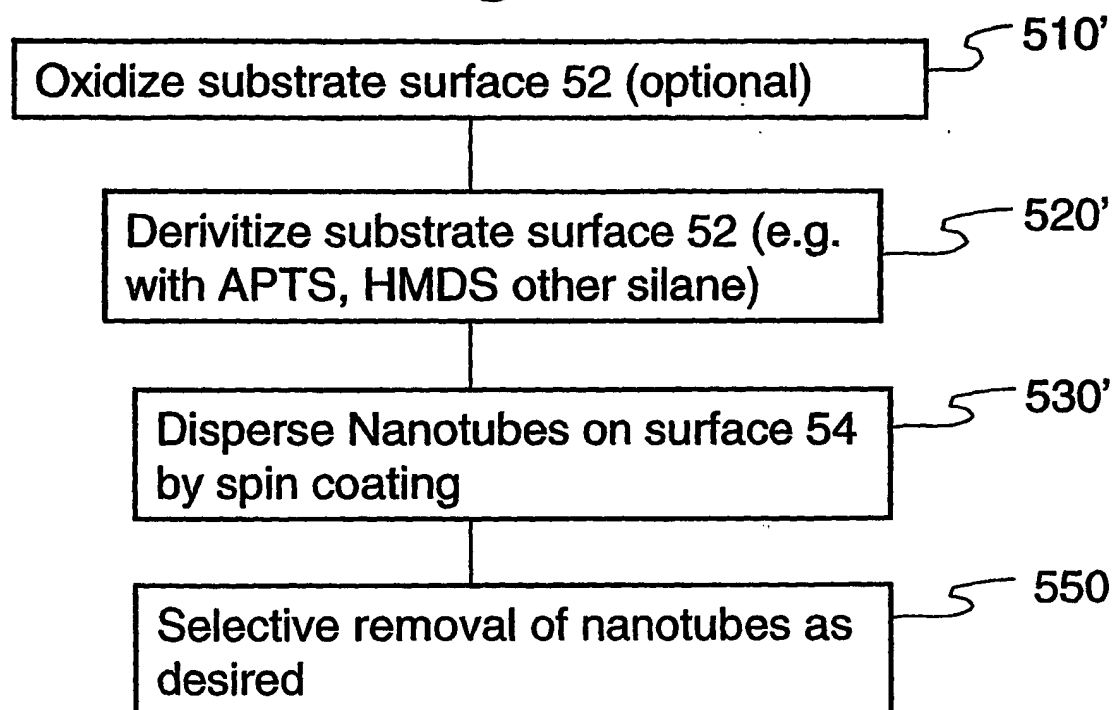 510'
Oxidize substrate surface 52 (optional)
520'
Derivitize substrate surface 52 (e.g.
with APTS, HMDS other silane)
530'
Disperse Nanotubes on surface 54
by spin coating
550
Selective removal of nanotubes as
desired